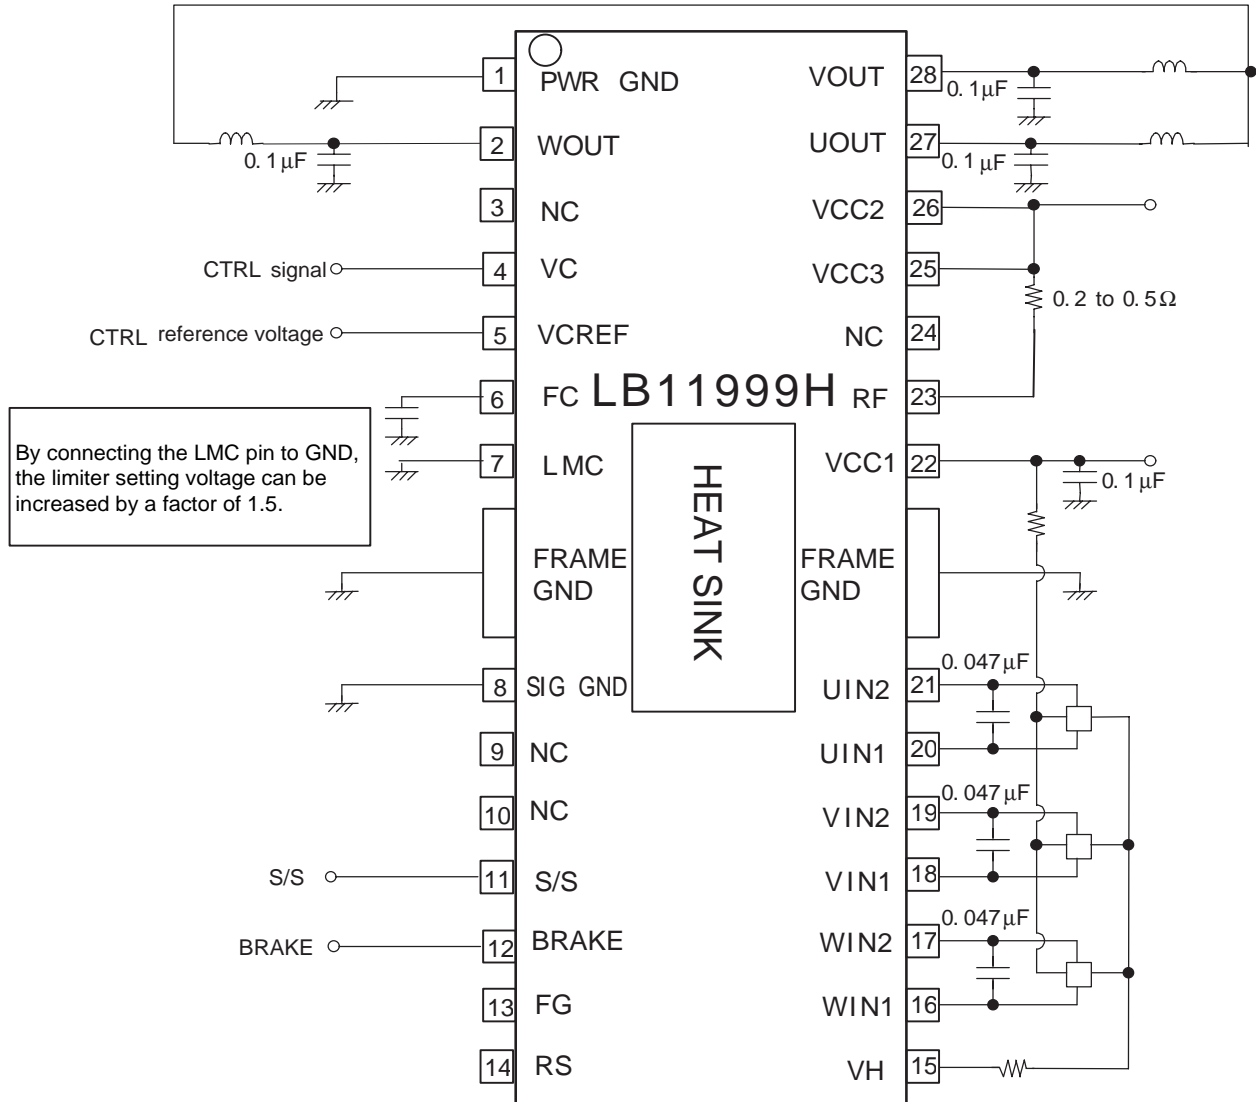 1 PWR GND VOUT 28 0.1μF
2 WOUT UOUT 27 0.1μF
0.1μF
3 NC VCC2 26
CTRL signal 4 VC VCC3 25
0.2 to 0.5Ω
CTRL reference voltage 5 VCREF NC 24
6 FC LB11999H RF 23
By connecting the LMC pin to GND,
the limiter setting voltage can be
increased by a factor of 1.5.
7 LMC VCC1 22 0.1μF
HEAT SINK
FRAME GND
FRAME GND
0.047μF
8 SIG GND UIN2 21
9 NC UIN1 20
0.047μF
10 NC VIN2 19
S/S 11 S/S VIN1 18
0.047μF
BRAKE 12 BRAKE WIN2 17
13 FG WIN1 16
14 RS VH 15